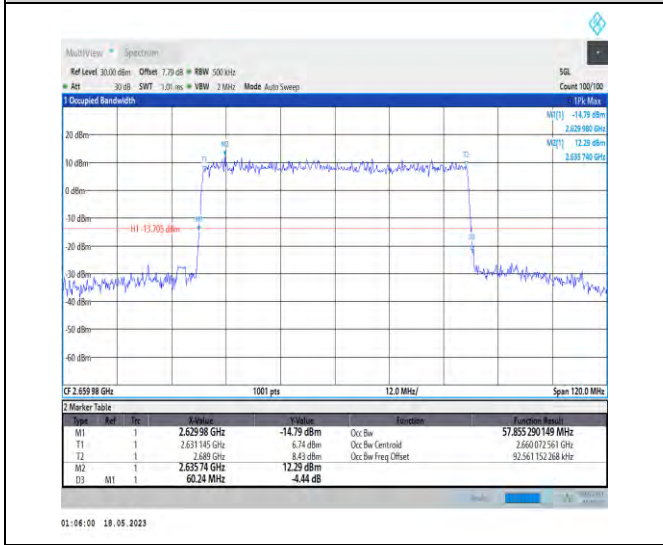 MultiView Spectrum
Ref Level 30.00 dBm Offset 7.79 dB RBW 500 kHz SGL
Att 30 dB SWT 1.01 ms VBW 2 MHz Mode Auto Sweep Count 100/100
1 Occupied Bandwidth 1Pk Max
M1[1] -14.79 dBm
2.629 980 GHz
20 dBm
M2[1] 12.29 dBm
2.635 740 GHz
M2
T1
T2
10 dBm
0 dBm
-10 dBm
H1 -13.705 dBm
M1
D3
-20 dBm
-30 dBm
-40 dBm
-50 dBm
-60 dBm
CF 2.659 98 GHz 1001 pts 12.0 MHz/ Span 120.0 MHz
2 Marker Table
Type Ref Trc X-Value Y-Value Function Function Result
M1 1 2.629 98 GHz -14.79 dBm Occ Bw 57.855 290 149 MHz
T1 1 2.631 145 GHz 6.74 dBm Occ Bw Centroid 2.660 072 561 GHz
T2 1 2.689 GHz 8.43 dBm Occ Bw Freq Offset 92.561 152 268 kHz
M2 1 2.635 74 GHz 12.29 dBm
D3 M1 1 60.24 MHz -4.44 dB
01:06:00 18.05.2023